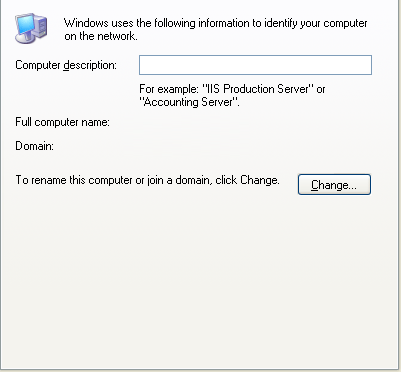 Windows uses the following information to identify your computer
on the network.
Computer description:
For example: "IIS Production Server" or
"Accounting Server".
Full computer name:
Domain:
To rename this computer or join a domain, click Change.
Change...